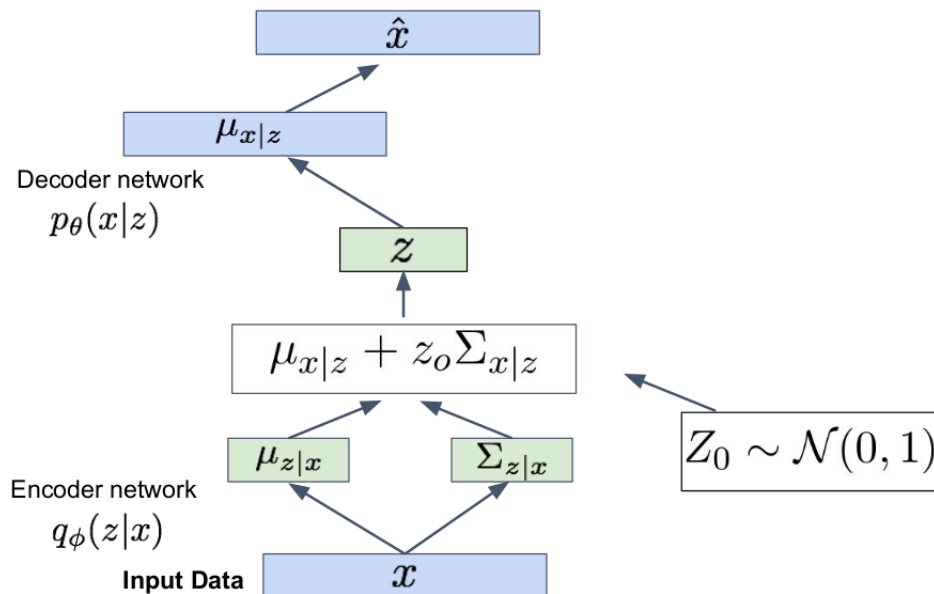 x̂
μ_{x|z}
Decoder network
p_θ(x|z)
z
μ_{x|z} + z_o Σ_{x|z}
Z_0 ∼ 𝒩(0, 1)
μ_{z|x}
Σ_{z|x}
Encoder network
q_ϕ(z|x)
Input Data
x